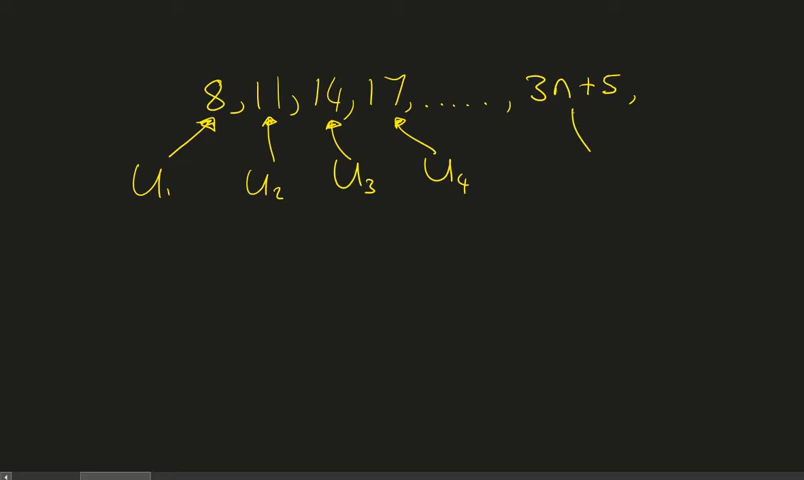 8, 11, 14, 17, ....., 3n+5,
U₁ U₂ U₃ U₄